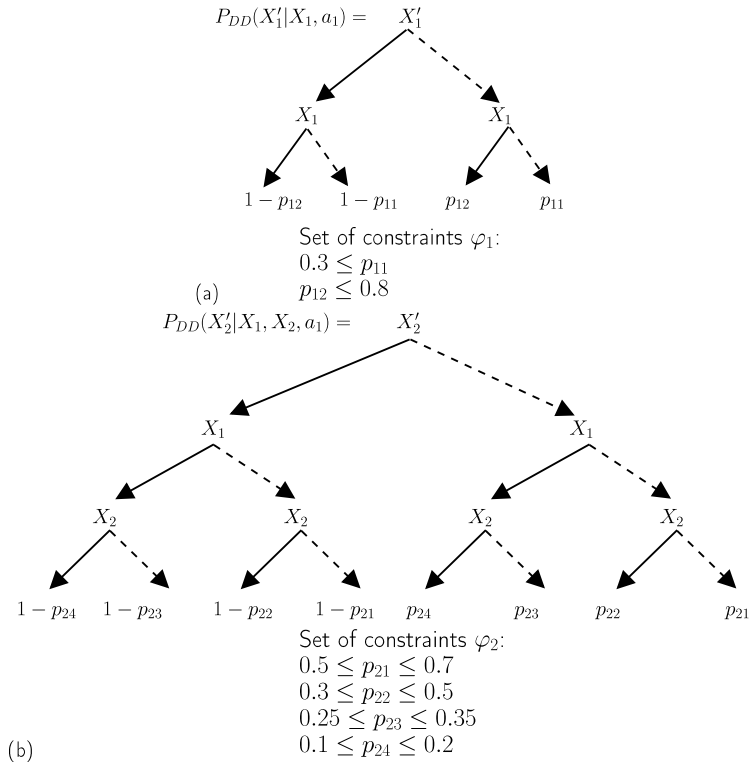 P_{DD}(X'_1|X_1, a_1) = X'_1
X_1 X_1
1 − p_{12} 1 − p_{11} p_{12} p_{11}
Set of constraints φ_1:
0.3 ≤ p_{11}
p_{12} ≤ 0.8
(a)
P_{DD}(X'_2|X_1, X_2, a_1) = X'_2
X_1 X_1
X_2 X_2 X_2 X_2
1 − p_{24} 1 − p_{23} 1 − p_{22} 1 − p_{21} p_{24} p_{23} p_{22} p_{21}
Set of constraints φ_2:
0.5 ≤ p_{21} ≤ 0.7
0.3 ≤ p_{22} ≤ 0.5
0.25 ≤ p_{23} ≤ 0.35
0.1 ≤ p_{24} ≤ 0.2
(b)